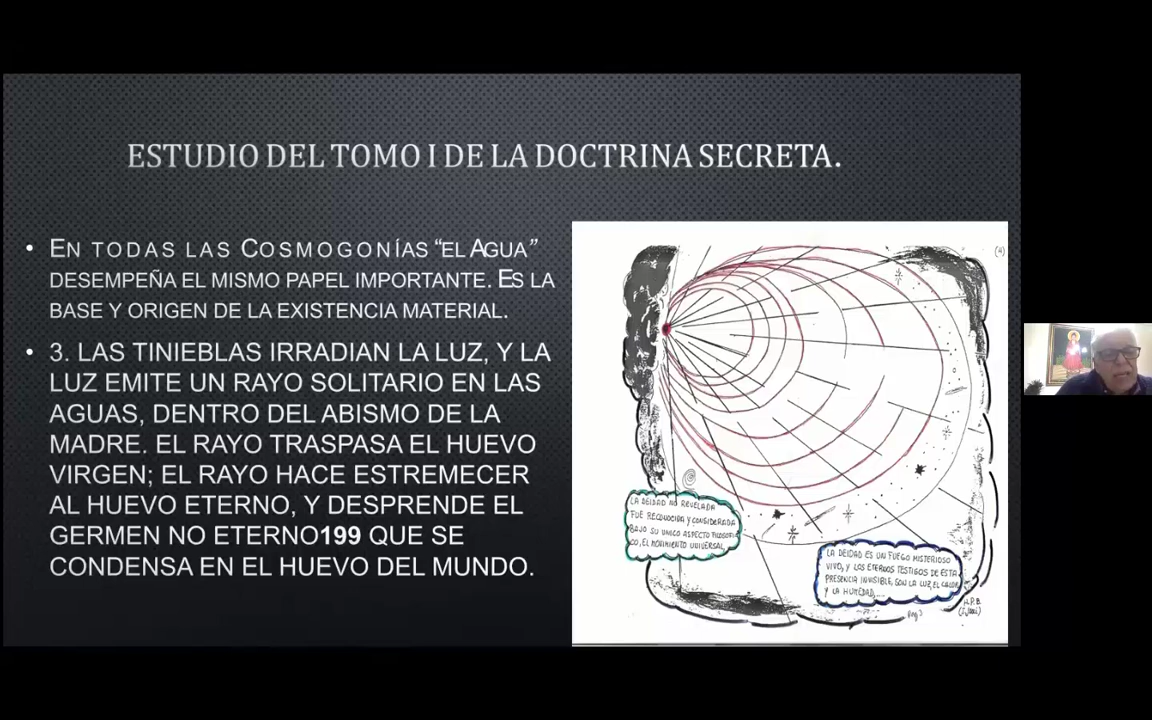 ESTUDIO DEL TOMO I DE LA DOCTRINA SECRETA.
• EN TODAS LAS COSMOGONÍAS “EL AGUA”
DESEMPEÑA EL MISMO PAPEL IMPORTANTE. ES LA
BASE Y ORIGEN DE LA EXISTENCIA MATERIAL.
• 3. LAS TINIEBLAS IRRADIAN LA LUZ, Y LA
LUZ EMITE UN RAYO SOLITARIO EN LAS
AGUAS, DENTRO DEL ABISMO DE LA
MADRE. EL RAYO TRASPASA EL HUEVO
VIRGEN; EL RAYO HACE ESTREMECER
AL HUEVO ETERNO, Y DESPRENDE EL
GERMEN NO ETERNO199 QUE SE
CONDENSA EN EL HUEVO DEL MUNDO.
(4)
LA DEIDAD NO REVELADA
FUE RECONOCIDA Y CONSIDERADA
BAJO SU UNICO ASPECTO FILOSOFI
CO, EL MOVIMIENTO UNIVERSAL,
LA DEIDAD ES UN FUEGO MISTERIOSO
VIVO, Y LOS ETERNOS TESTIGOS DE ESTA
PRESENCIA INVISIBLE SON LA LUZ, EL CALOR
Y LA HUMEDAD,...
H.P.B.